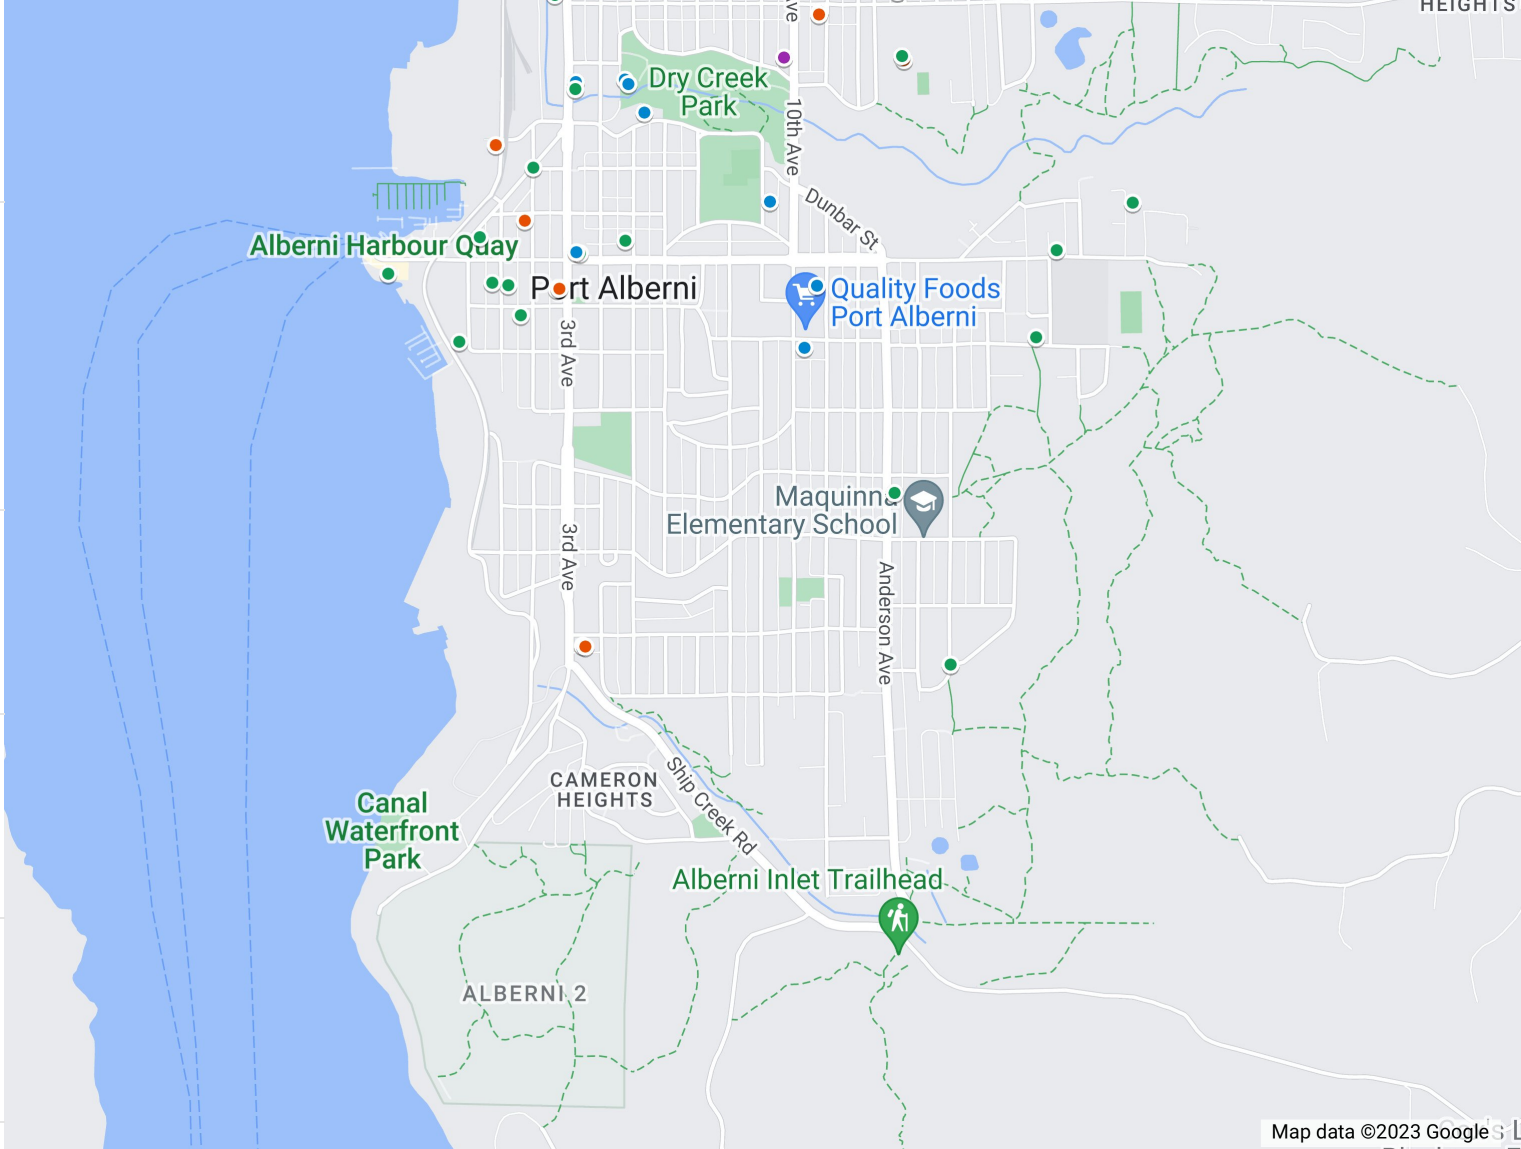 HEIGHTS
Ave
Dry Creek
Park
10th Ave
Dunbar St
Alberni Harbour Quay
Port Alberni
Quality Foods
Port Alberni
3rd Ave
Maquinna
Elementary School
3rd Ave
Anderson Ave
CAMERON
HEIGHTS
Ship Creek Rd
Canal
Waterfront
Park
Alberni Inlet Trailhead
ALBERNI 2
Map data ©2023 Google